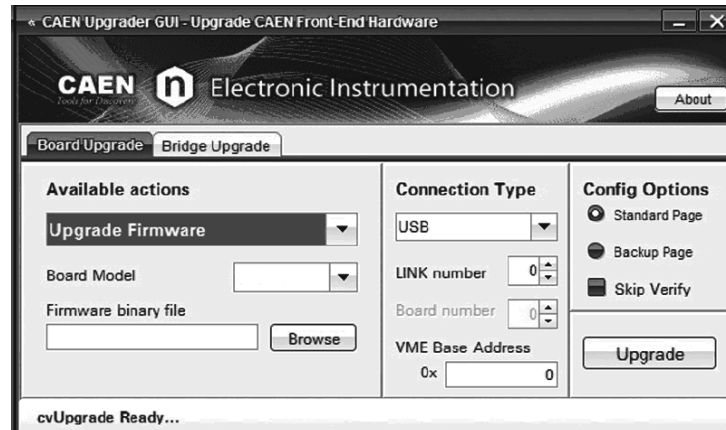 CAEN Upgrader GUI - Upgrade CAEN Front-End Hardware
CAEN n Electronic Instrumentation
Tools for Discovery
About
Board Upgrade Bridge Upgrade
Available actions
Upgrade Firmware
Board Model
Firmware binary file
Browse
Connection Type
USB
LINK number 0
Board number 0
VME Base Address
0x 0
Config Options
Standard Page
Backup Page
Skip Verify
Upgrade
cvUpgrade Ready...